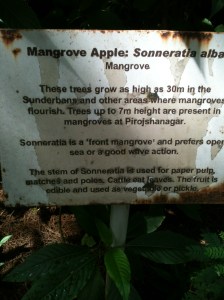 Mangrove Apple: Sonneratia alba
Mangrove
These trees grow as high as 30m in the
Sunderbans and other areas where mangroves
flourish. Trees up to 7m height are present in
mangroves at Pirojshanagar.
Sonneratia is a 'front mangrove' and prefers open
sea or a good wave action.
The stem of Sonneratia is used for paper pulp,
matches and poles. Cattle eat leaves. The fruit is
edible and used as vegetable or pickle.